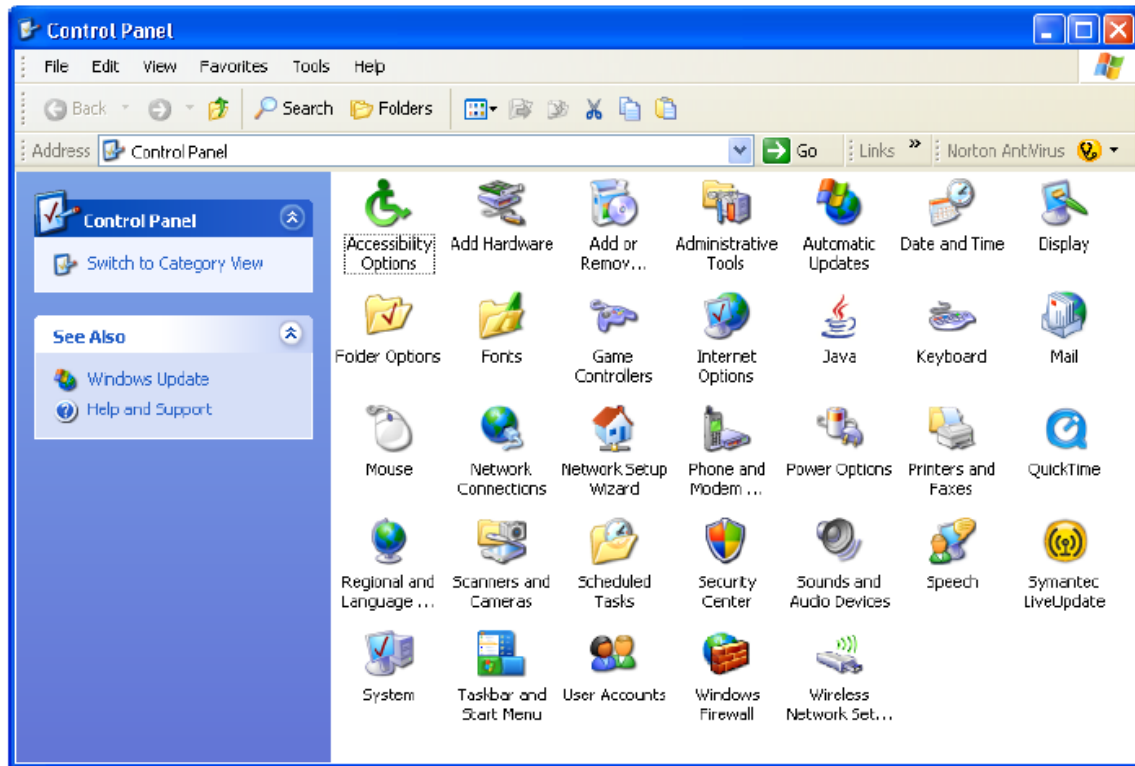 Control Panel
File Edit View Favorites Tools Help
Back Search Folders
Address Control Panel Go Links » Norton AntiVirus
Control Panel
Switch to Category View
See Also
Windows Update
Help and Support
Accessibility Options
Add Hardware
Add or Remov...
Administrative Tools
Automatic Updates
Date and Time
Display
Folder Options
Fonts
Game Controllers
Internet Options
Java
Keyboard
Mail
Mouse
Network Connections
Network Setup Wizard
Phone and Modem ...
Power Options
Printers and Faxes
QuickTime
Regional and Language ...
Scanners and Cameras
Scheduled Tasks
Security Center
Sounds and Audio Devices
Speech
Symantec LiveUpdate
System
Taskbar and Start Menu
User Accounts
Windows Firewall
Wireless Network Set...